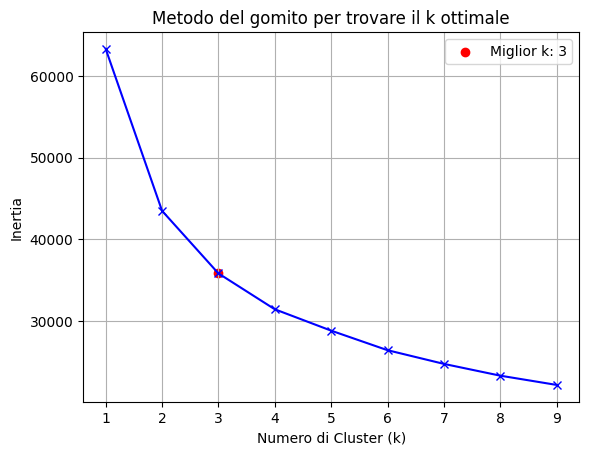 Metodo del gomito per trovare il k ottimale
Miglior k: 3
Inertia
60000
50000
40000
30000
1 2 3 4 5 6 7 8 9
Numero di Cluster (k)